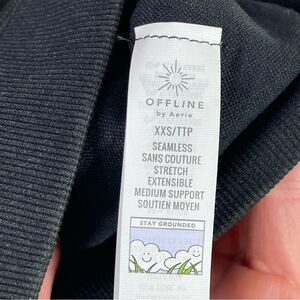 OFFLINE
by Aerie
XXS/TTP
SEAMLESS
SANS COUTURE
STRETCH
EXTENSIBLE
MEDIUM SUPPORT
SOUTIEN MOYEN
STAY GROUNDED